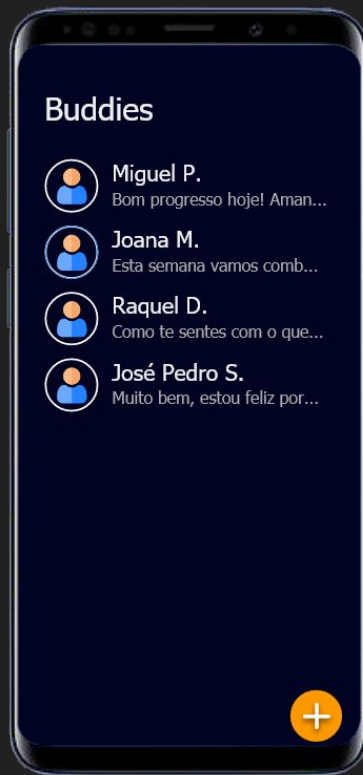 Buddies
Miguel P.
Bom progresso hoje! Aman...
Joana M.
Esta semana vamos comb...
Raquel D.
Como te sentes com o que...
José Pedro S.
Muito bem, estou feliz por...